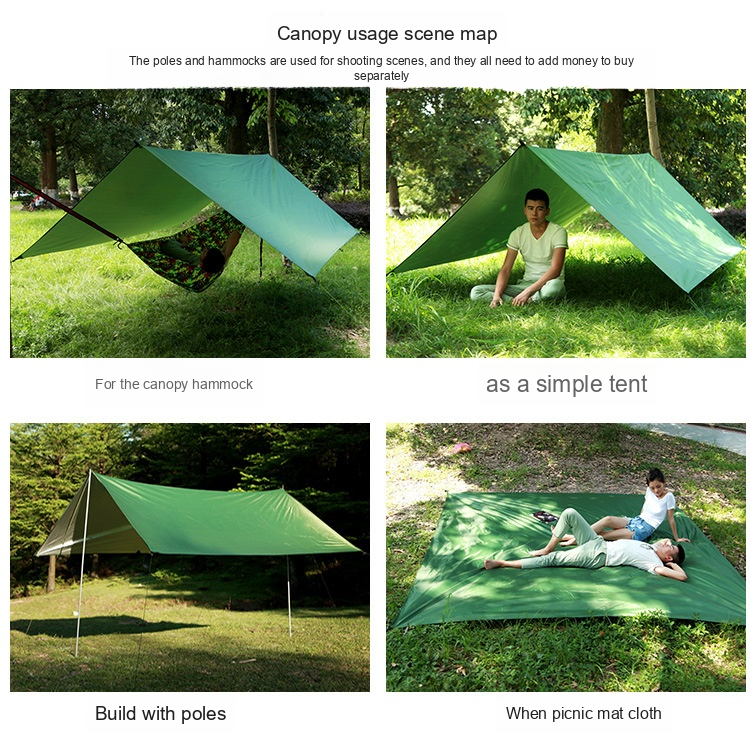 Canopy usage scene map
The poles and hammocks are used for shooting scenes, and they all need to add money to buy
separately
For the canopy hammock
as a simple tent
Build with poles
When picnic mat cloth